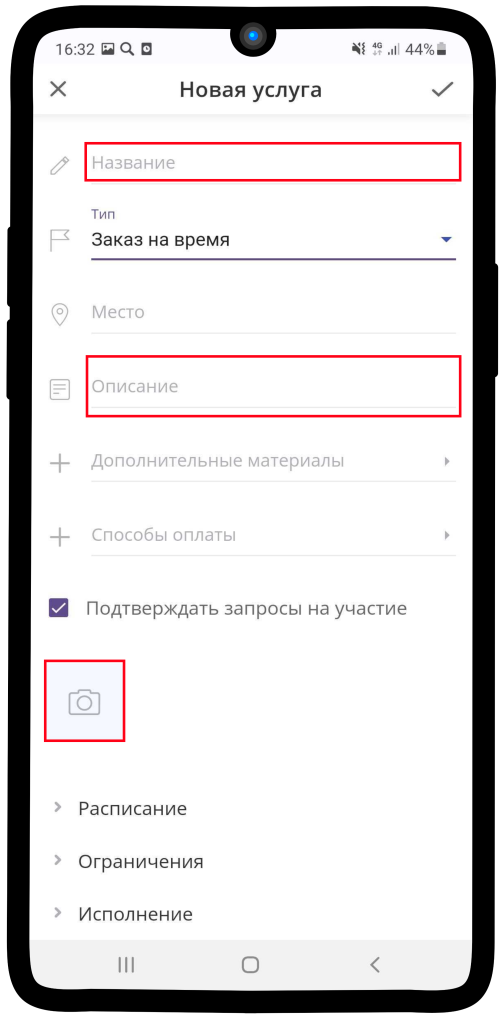 16:32 4G 44%
Новая услуга
Название
Тип
Заказ на время
Место
Описание
Дополнительные материалы
Способы оплаты
Подтверждать запросы на участие
Расписание
Ограничения
Исполнение